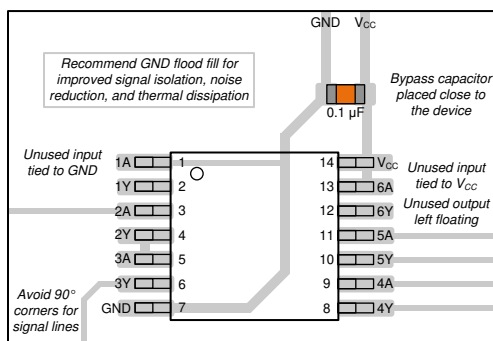 GND VCC
Recommend GND flood fill for
improved signal isolation, noise
reduction, and thermal dissipation
Bypass capacitor
placed close to
the device
0.1 µF
Unused input
tied to GND
1A 1 14 VCC
1Y 2 13 6A
2A 3 12 6Y
2Y 4 11 5A
3A 5 10 5Y
3Y 6 9 4A
GND 7 8 4Y
Unused input
tied to VCC
Unused output
left floating
Avoid 90°
corners for
signal lines